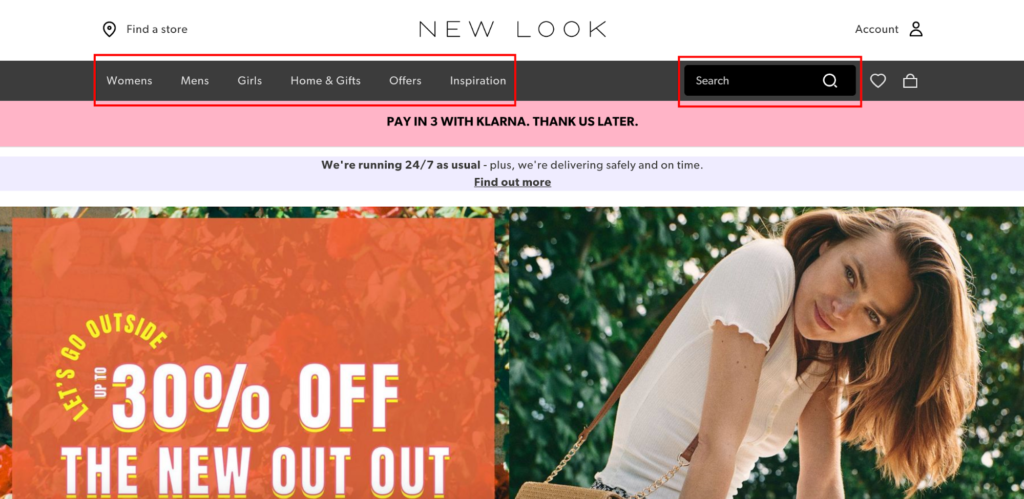 Find a store
NEW LOOK
Account
Womens Mens Girls Home & Gifts Offers Inspiration
Search
PAY IN 3 WITH KLARNA. THANK US LATER.
We're running 24/7 as usual - plus, we're delivering safely and on time.
Find out more
LET'S GO OUTSIDE
UP TO
30% OFF
THE NEW OUT OUT